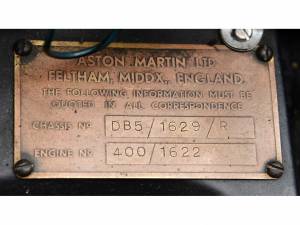 ASTON MARTIN LTD
FELTHAM, MIDDX., ENGLAND.
THE FOLLOWING INFORMATION MUST BE
QUOTED IN ALL CORRESPONDENCE
CHASSIS Nº DB5/1629/R
ENGINE Nº 400/1622